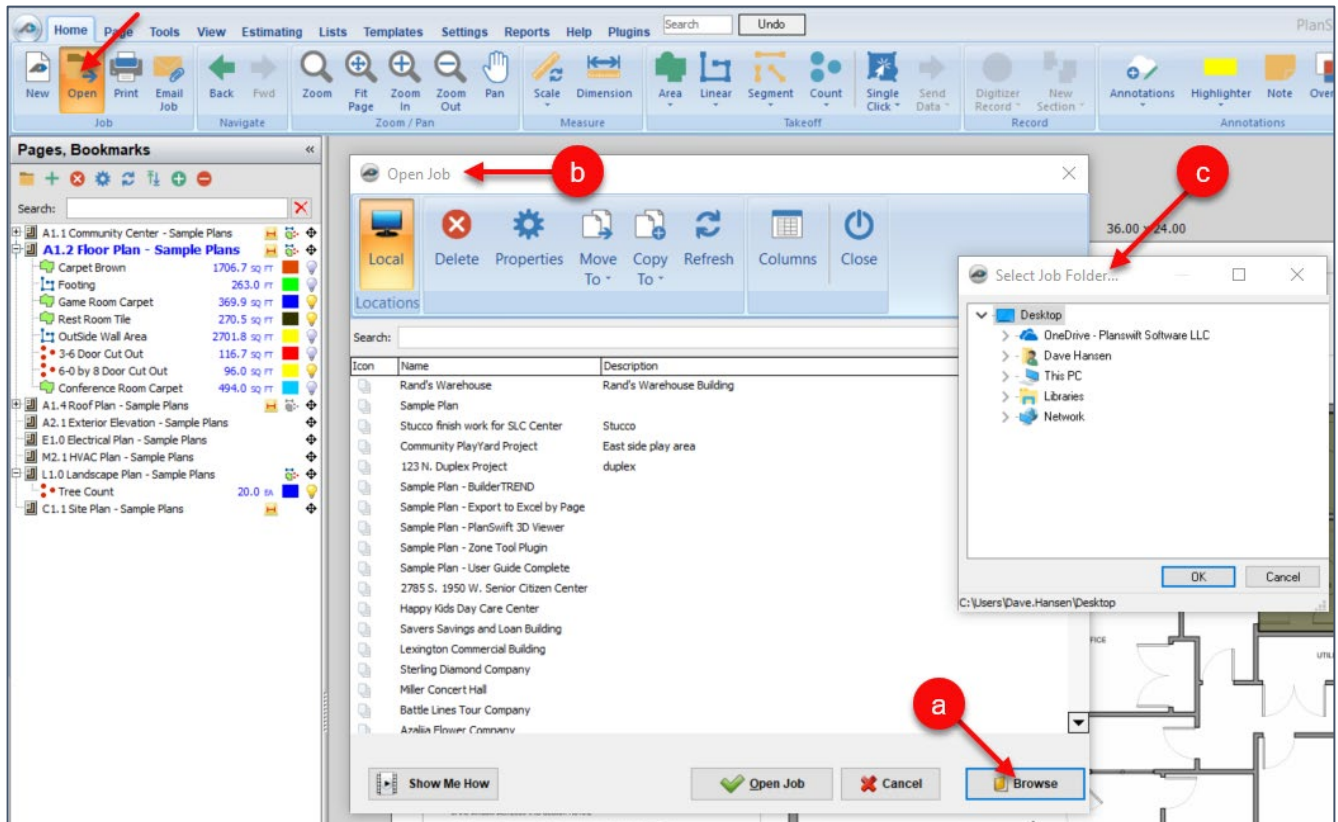 Home Page Tools View Estimating Lists Templates Settings Reports Help Plugins Search Undo
New Open Print Email Job Back Fwd Zoom Fit Page Zoom In Zoom Out Pan Scale Dimension Area Linear Segment Count Single Click Send Data Digitizer Record New Section Annotations Highlighter Note
Job Navigate Zoom / Pan Measure Takeoff Record Annotations
Pages, Bookmarks
Search:
A1.1 Community Center - Sample Plans
A1.2 Floor Plan - Sample Plans
Carpet Brown 1706.7 SQ FT
Footing 263.0 FT
Game Room Carpet 369.9 SQ FT
Rest Room Tile 270.5 SQ FT
OutSide Wall Area 2701.8 SQ FT
3-6 Door Cut Out 116.7 SQ FT
6-0 by 8 Door Cut Out 96.0 SQ FT
Conference Room Carpet 494.0 SQ FT
A1.4 Roof Plan - Sample Plans
A2.1 Exterior Elevation - Sample Plans
E1.0 Electrical Plan - Sample Plans
M2.1 HVAC Plan - Sample Plans
L1.0 Landscape Plan - Sample Plans
Tree Count 20.0 EA
C1.1 Site Plan - Sample Plans
Open Job
b
Local Delete Properties Move To Copy To Refresh Columns Close
Locations
Search:
Icon Name Description
Rand's Warehouse Rand's Warehouse Building
Sample Plan
Stucco finish work for SLC Center Stucco
Community PlayYard Project East side play area
123 N. Duplex Project duplex
Sample Plan - BuilderTREND
Sample Plan - Export to Excel by Page
Sample Plan - PlanSwift 3D Viewer
Sample Plan - Zone Tool Plugin
Sample Plan - User Guide Complete
2785 S. 1950 W. Senior Citizen Center
Happy Kids Day Care Center
Savers Savings and Loan Building
Lexington Commercial Building
Sterling Diamond Company
Miller Concert Hall
Battle Lines Tour Company
Azalia Flower Company
a
Show Me How Open Job Cancel Browse
c
36.00 x 24.00
Select Job Folder...
Desktop
OneDrive - Planswift Software LLC
Dave Hansen
This PC
Libraries
Network
OK Cancel
C:\Users\Dave.Hansen\Desktop